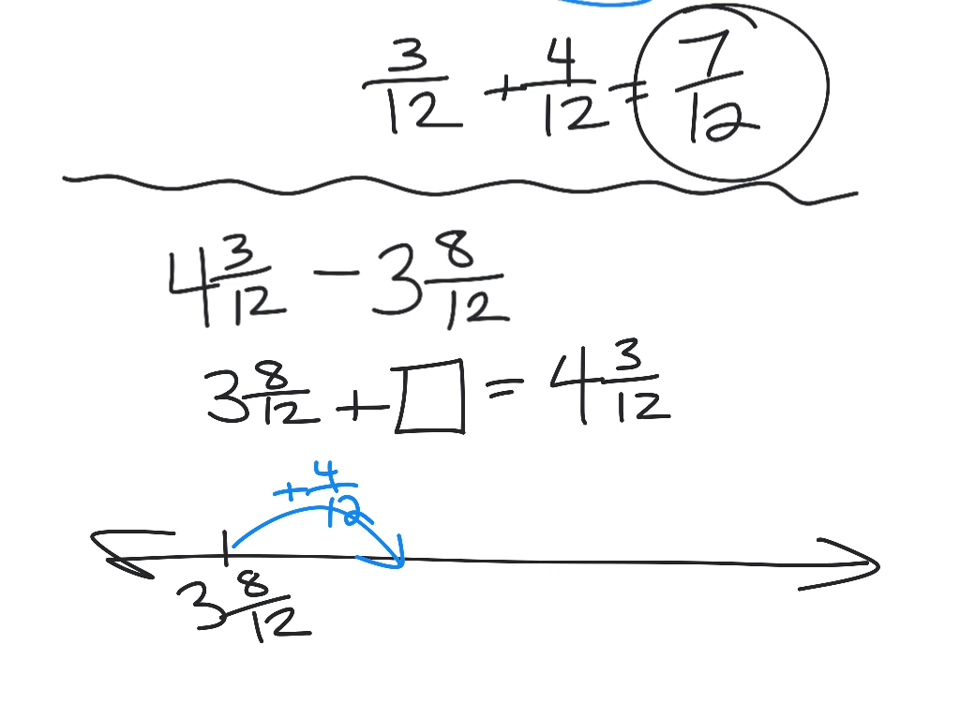 3/12 + 4/12 = 7/12
4 3/12 - 3 8/12
3 8/12 + □ = 4 3/12
+ 4/12
3 8/12